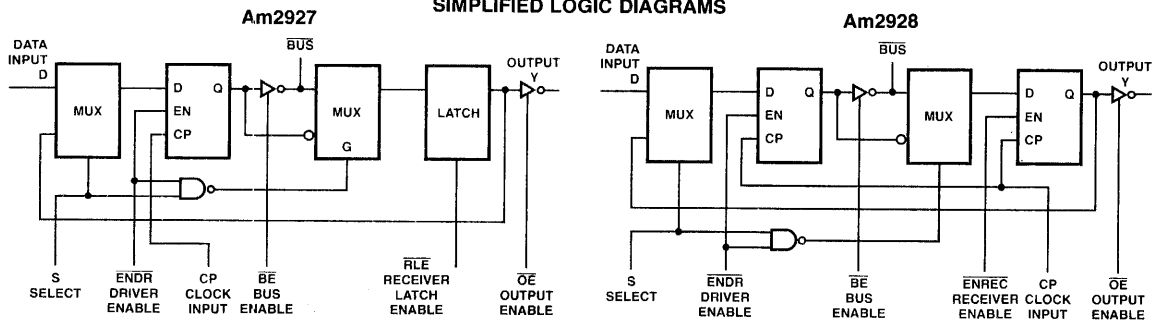 SIMPLIFIED LOGIC DIAGRAMS
Am2927
BUS
DATA
INPUT
D
MUX
D
EN
CP
Q
MUX
G
LATCH
OUTPUT
Y
S
SELECT
ENDR
DRIVER
ENABLE
CP
CLOCK
INPUT
BE
BUS
ENABLE
RLE
RECEIVER
LATCH
ENABLE
OE
OUTPUT
ENABLE
Am2928
BUS
DATA
INPUT
D
MUX
D
EN
CP
Q
MUX
D
EN
CP
Q
OUTPUT
Y
S
SELECT
ENDR
DRIVER
ENABLE
BE
BUS
ENABLE
ENREC
RECEIVER
ENABLE
CP
CLOCK
INPUT
OE
OUTPUT
ENABLE